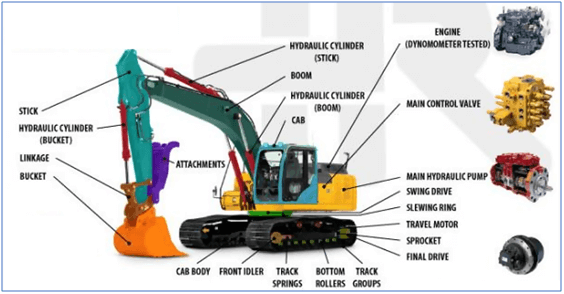 HYDRAULIC CYLINDER
(STICK)
BOOM
HYDRAULIC CYLINDER
(BOOM)
CAB
ENGINE
(DYNOMOMETER TESTED)
MAIN CONTROL VALVE
STICK
HYDRAULIC CYLINDER
(BUCKET)
LINKAGE
BUCKET
ATTACHMENTS
MAIN HYDRAULIC PUMP
SWING DRIVE
SLEWING RING
TRAVEL MOTOR
SPROCKET
FINAL DRIVE
CAB BODY
FRONT IDLER
TRACK
SPRINGS
BOTTOM
ROLLERS
TRACK
GROUPS